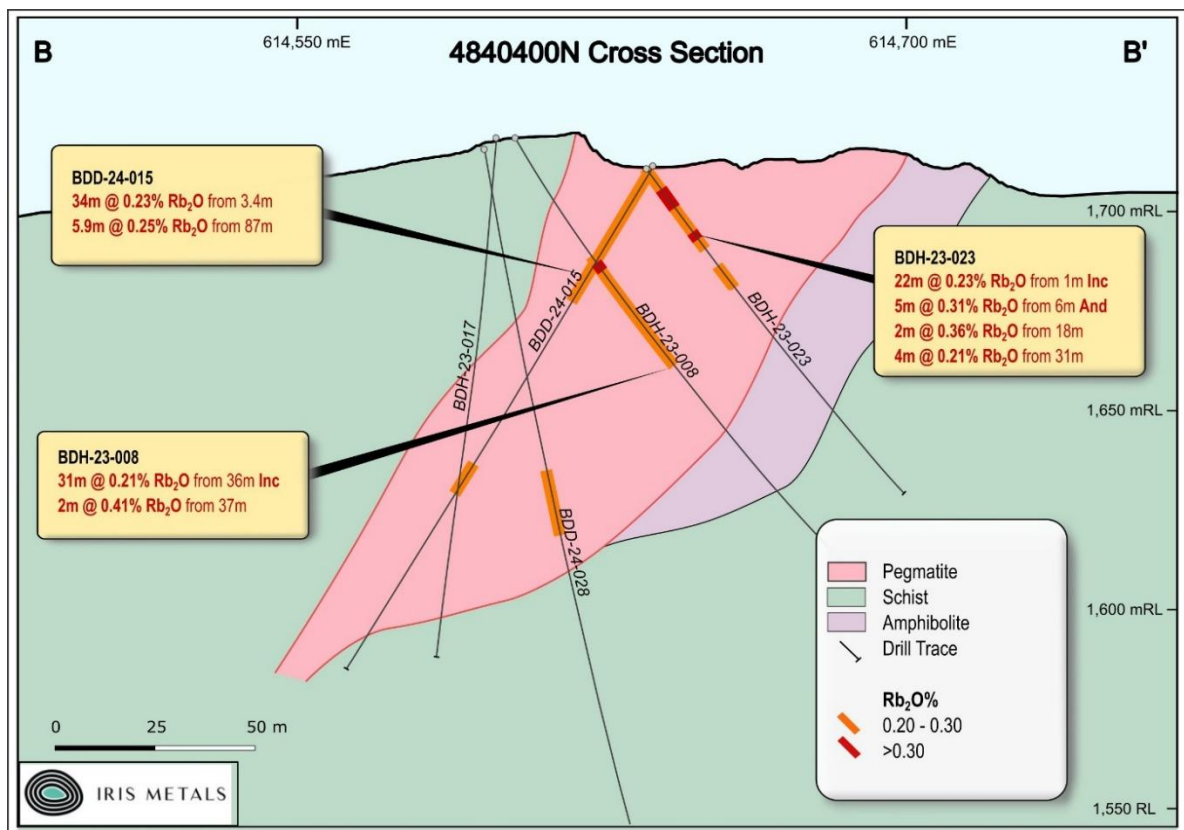 614,550 mE
614,700 mE
B
4840400N Cross Section
B'
BDD-24-015
34m @ 0.23% Rb₂O from 3.4m
5.9m @ 0.25% Rb₂O from 87m
1,700 mRL
BDH-23-023
22m @ 0.23% Rb₂O from 1m Inc
5m @ 0.31% Rb₂O from 6m And
2m @ 0.36% Rb₂O from 18m
4m @ 0.21% Rb₂O from 31m
BDH-23-017
BDD-24-015
BDH-23-008
BDH-23-023
1,650 mRL
BDH-23-008
31m @ 0.21% Rb₂O from 36m Inc
2m @ 0.41% Rb₂O from 37m
BDD-24-028
Pegmatite
Schist
Amphibolite
Drill Trace
1,600 mRL
Rb₂O%
0.20 - 0.30
>0.30
0 25 50 m
IRIS METALS
1,550 RL